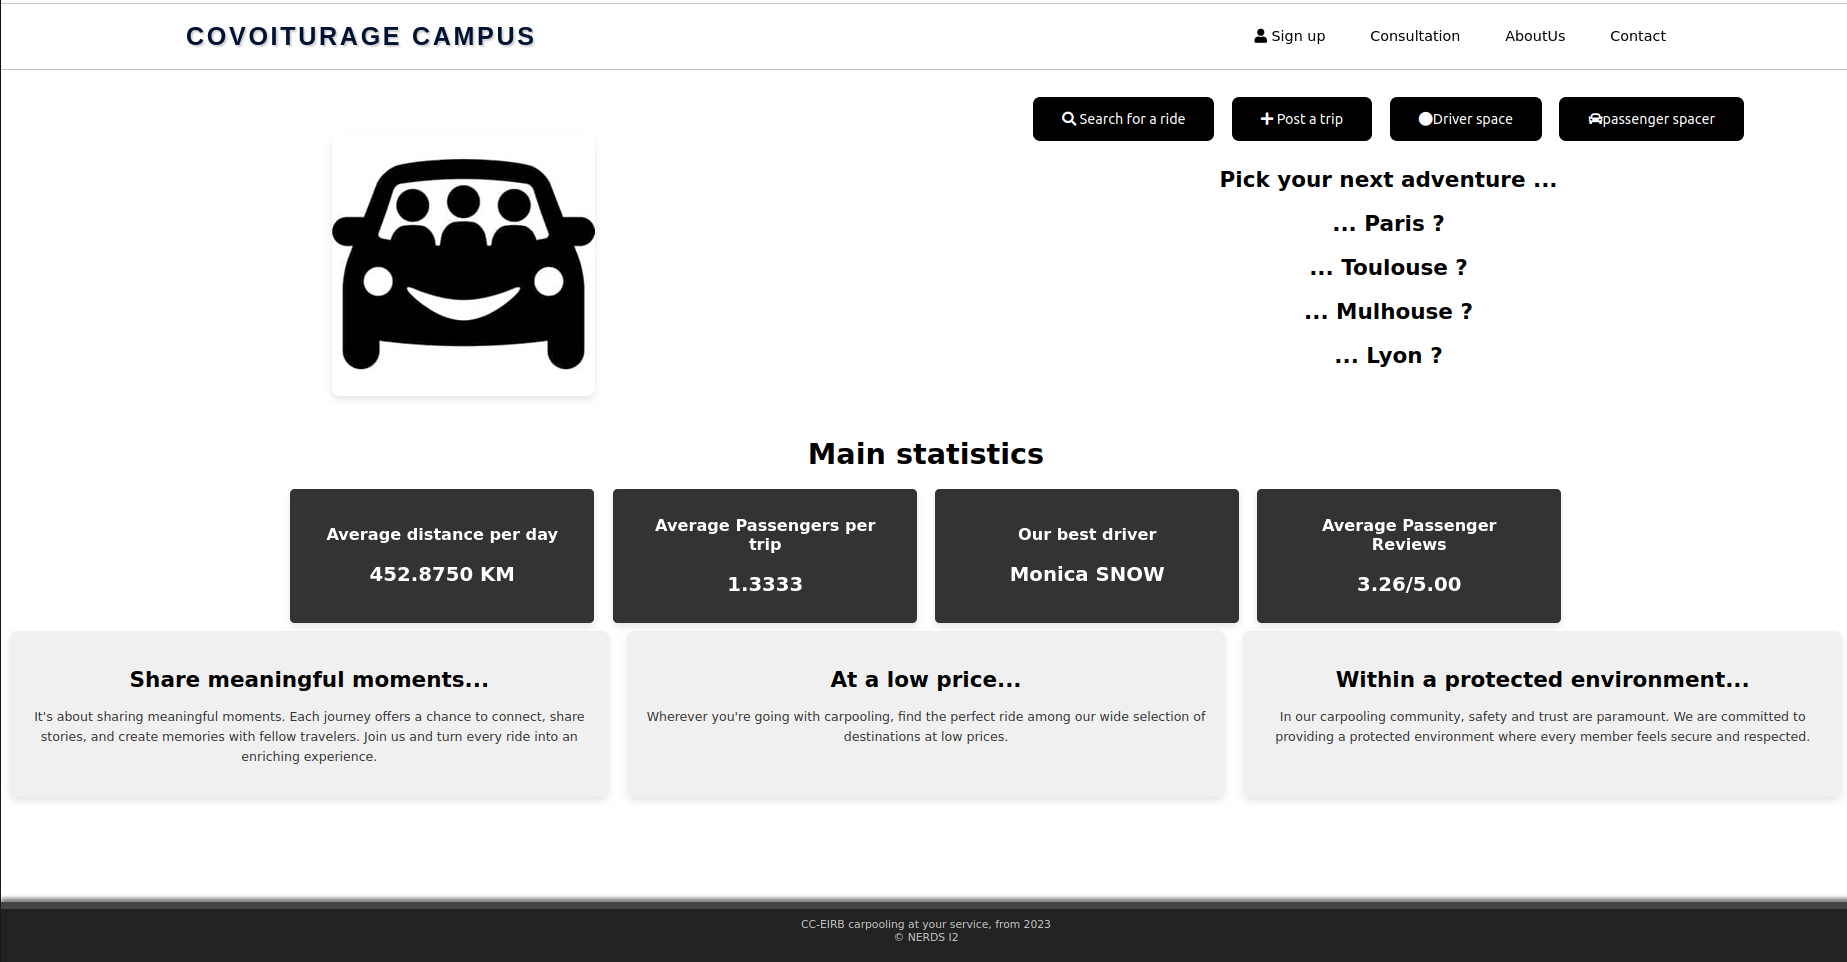 COVOITURAGE CAMPUS
Sign up
Consultation
AboutUs
Contact
Search for a ride
Post a trip
Driver space
passenger spacer
Pick your next adventure ...
... Paris ?
... Toulouse ?
... Mulhouse ?
... Lyon ?
Main statistics
Average distance per day
452.8750 KM
Average Passengers per
trip
1.3333
Our best driver
Monica SNOW
Average Passenger
Reviews
3.26/5.00
Share meaningful moments...
It's about sharing meaningful moments. Each journey offers a chance to connect, share
stories, and create memories with fellow travelers. Join us and turn every ride into an
enriching experience.
At a low price...
Wherever you're going with carpooling, find the perfect ride among our wide selection of
destinations at low prices.
Within a protected environment...
In our carpooling community, safety and trust are paramount. We are committed to
providing a protected environment where every member feels secure and respected.
CC-EIRB carpooling at your service, from 2023
© NERDS I2